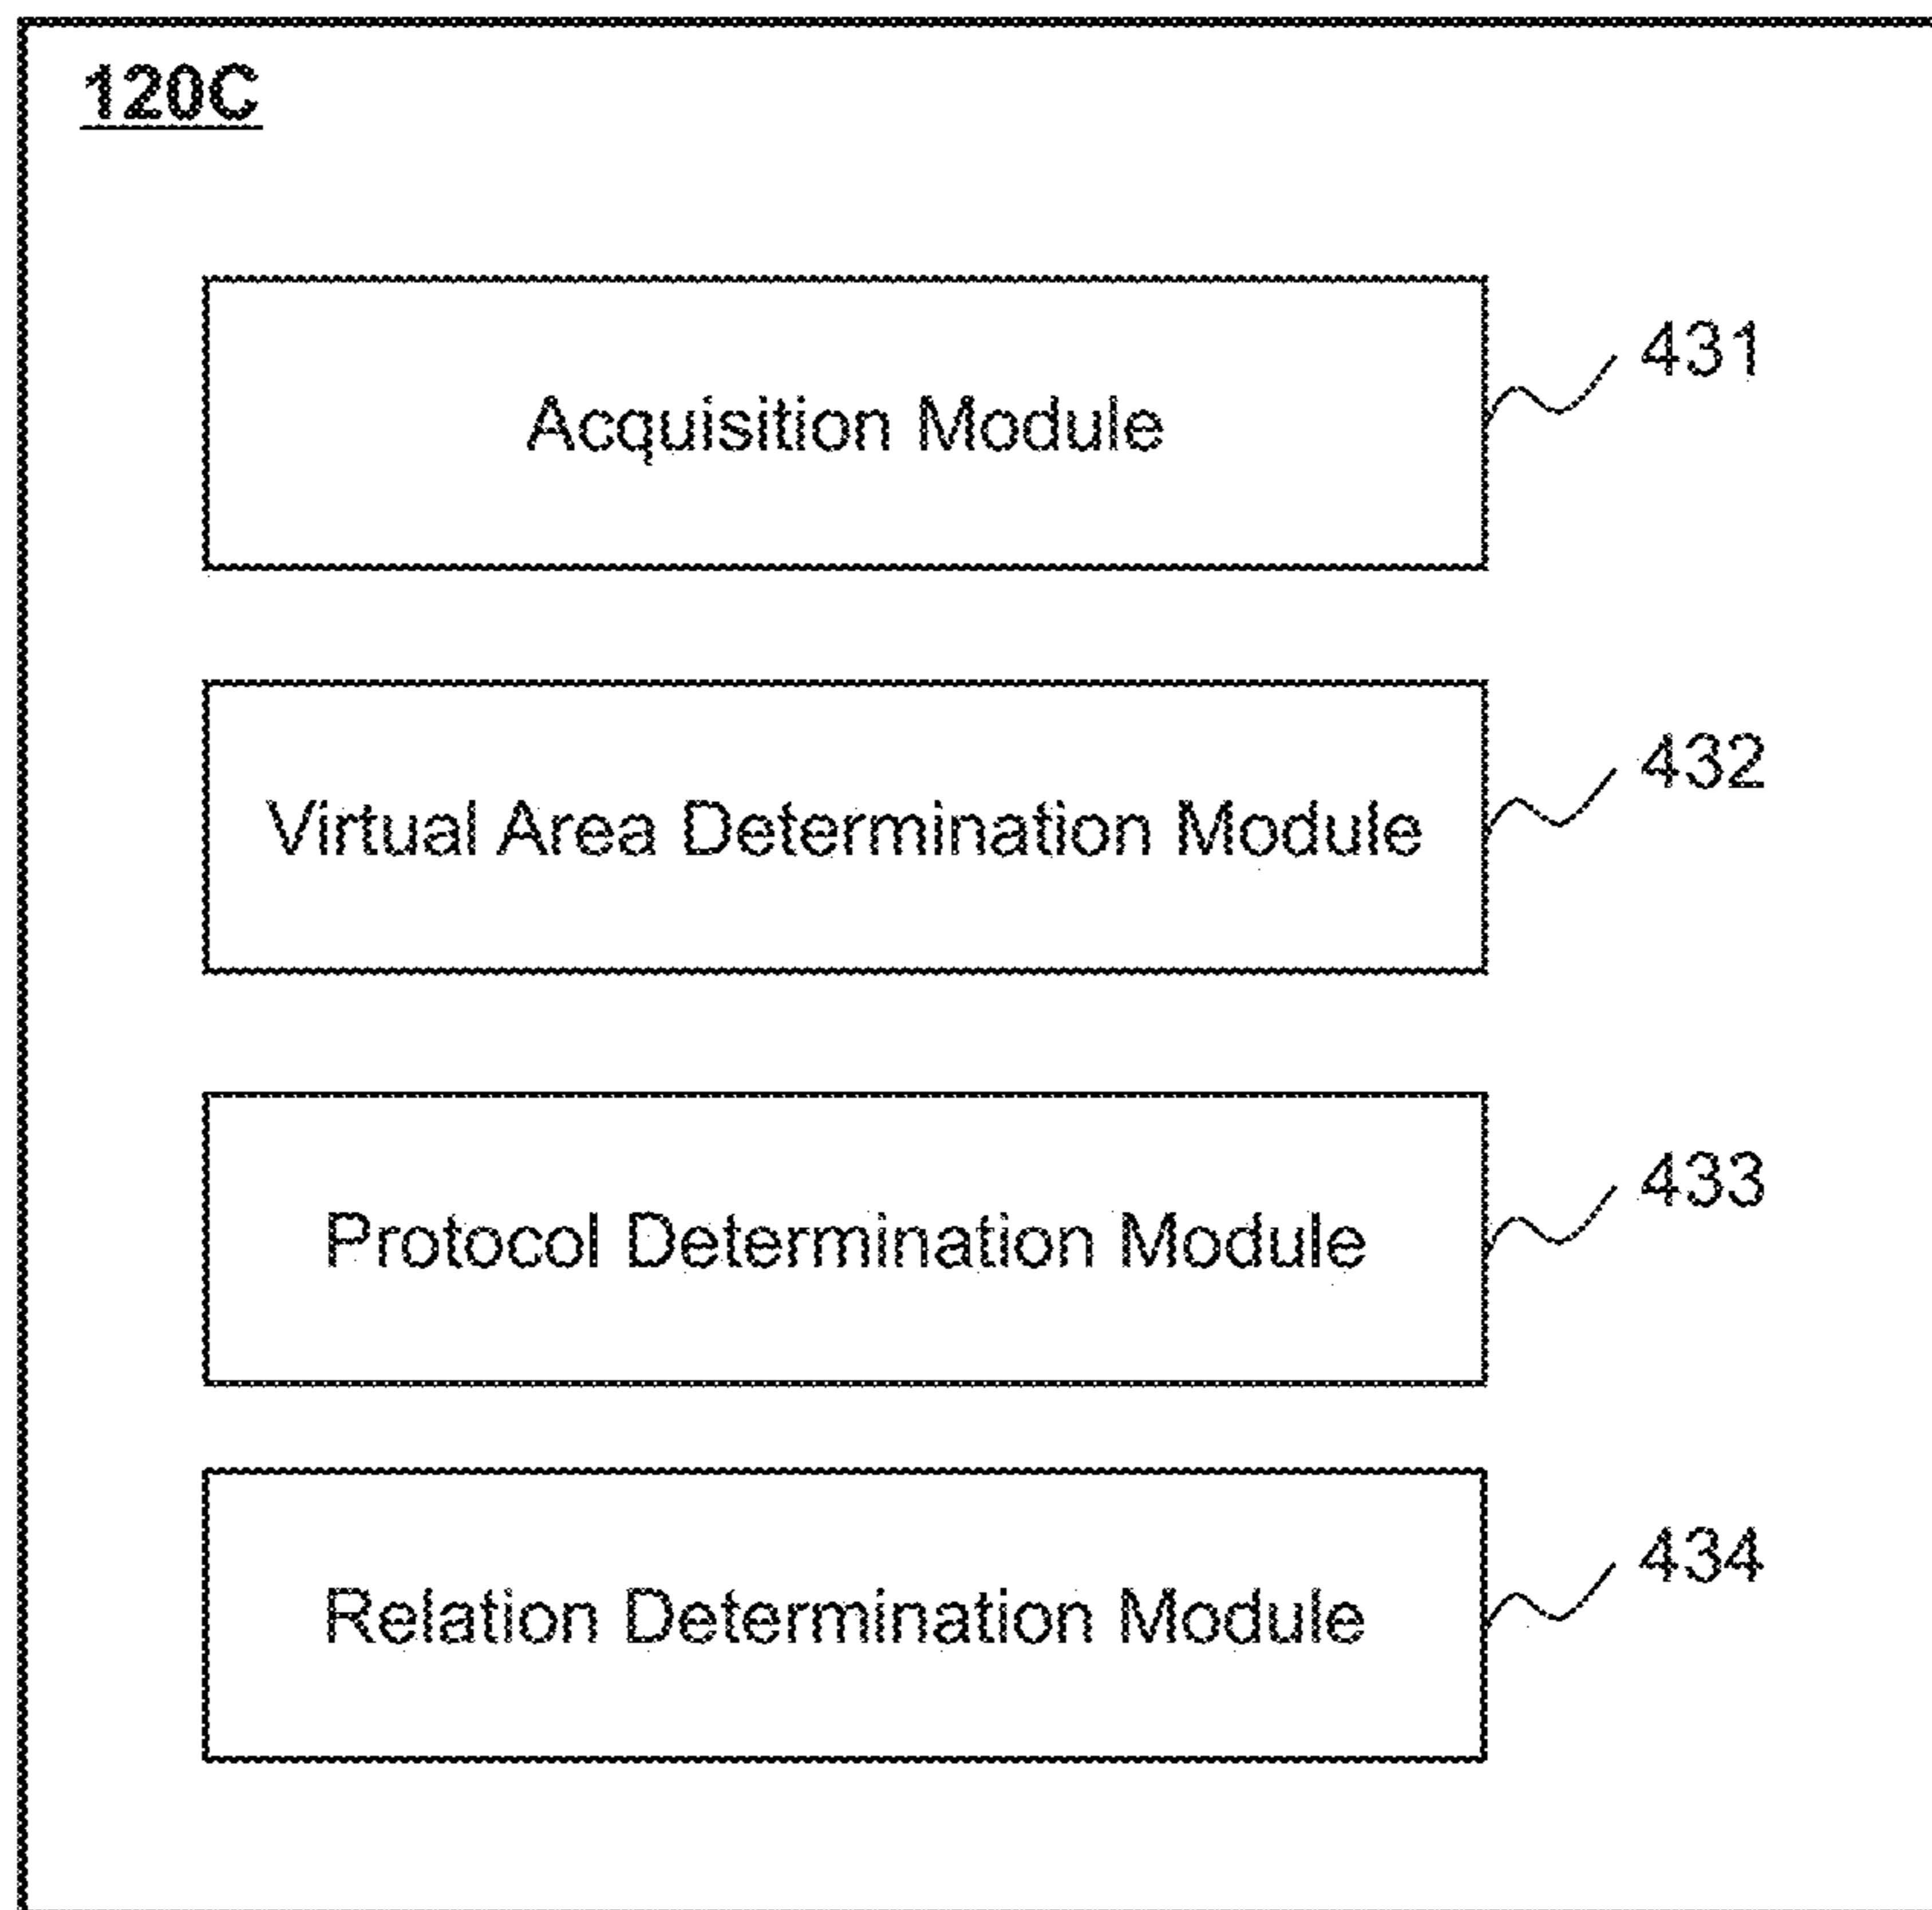 120C
Acquisition Module
431
Virtual Area Determination Module
432
Protocol Determination Module
433
Relation Determination Module
434